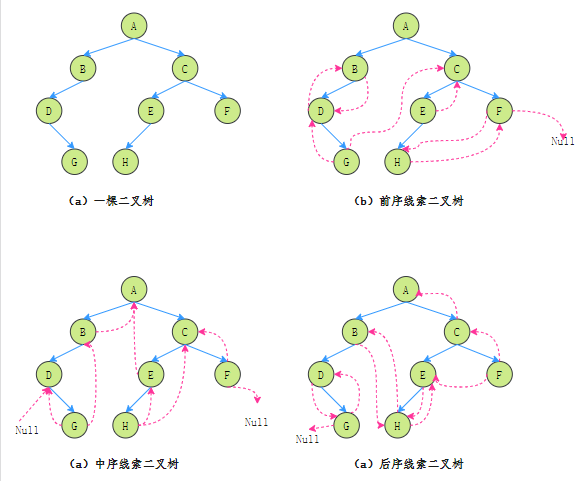 A A
B C B C
D E F D E F
Null
G H G H
(a)一棵二叉树 (b)前序线索二叉树
A A
B C B C
D E F D E F
Null
Null G H G H
Null
(a)中序线索二叉树 (a)后序线索二叉树